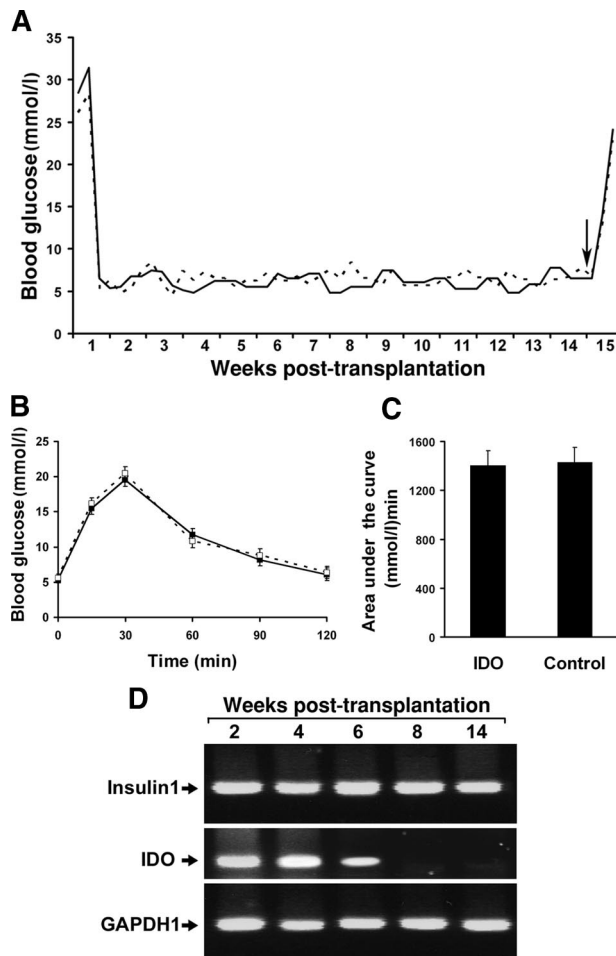 A
Blood glucose (mmol/l)
35
30
25
20
15
10
5
0
1 2 3 4 5 6 7 8 9 10 11 12 13 14 15
Weeks post-transplantation
B
Blood glucose (mmol/l)
25
20
15
10
5
0
0 30 60 90 120
Time (min)
C
Area under the curve
(mmol/l)min
1600
1200
800
400
0
IDO Control
D
Weeks post-transplantation
2 4 6 8 14
Insulin1
IDO
GAPDH1